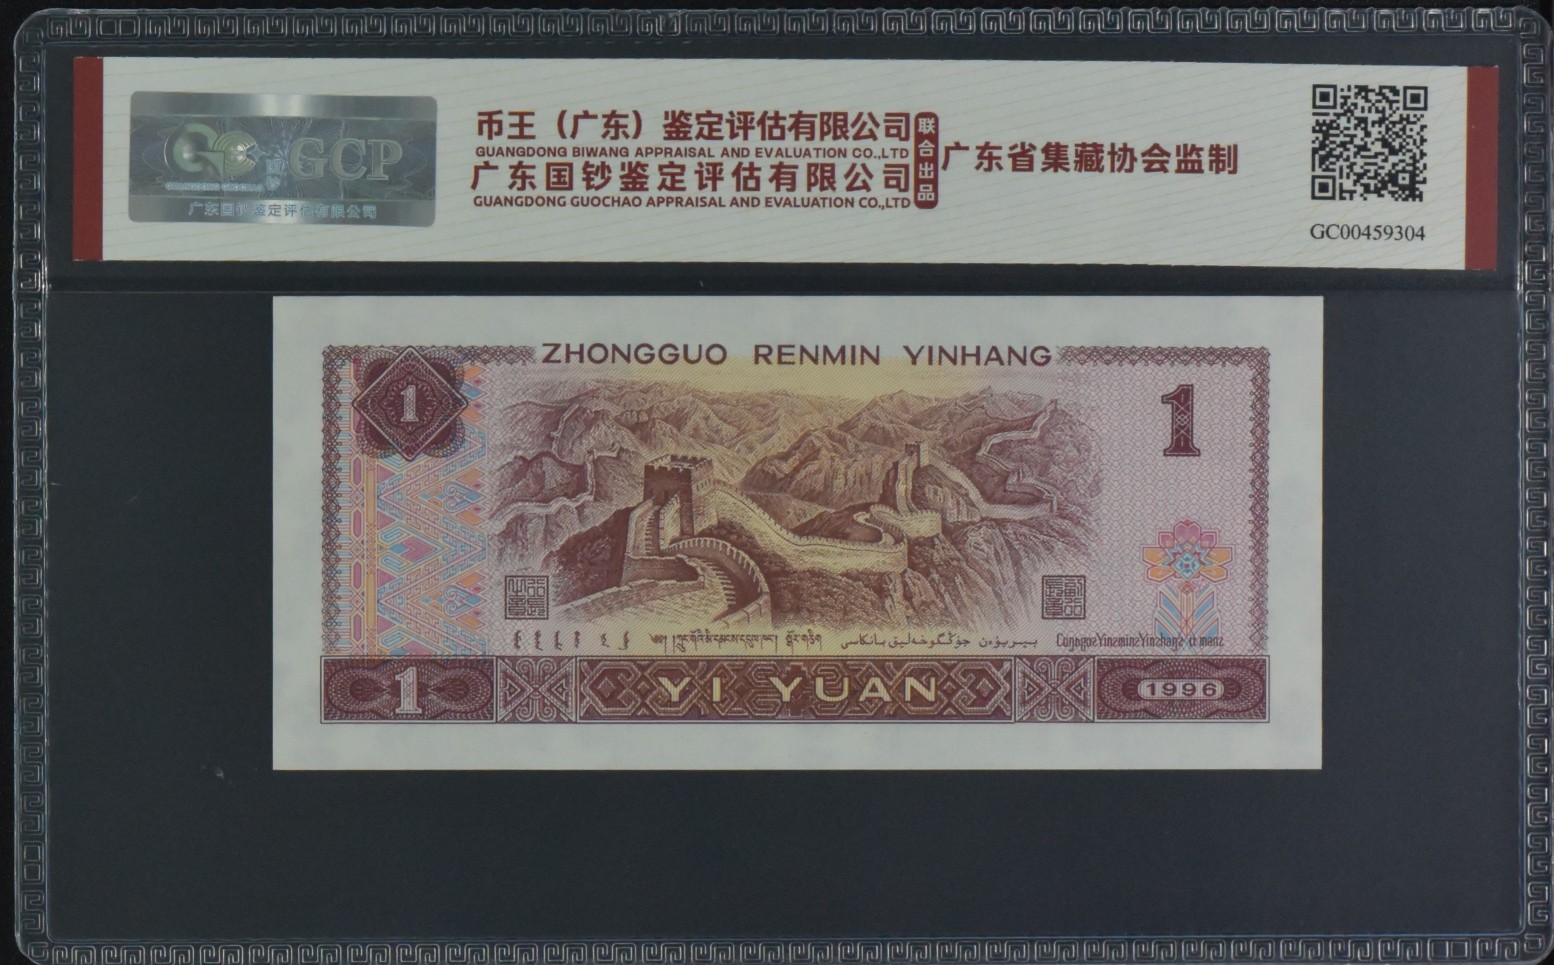 GCP
广东国钞鉴定评估有限公司
币王（广东）鉴定评估有限公司
GUANGDONG BIWANG APPRAISAL AND EVALUATION CO.,LTD
广东国钞鉴定评估有限公司
GUANGDONG GUOCHAO APPRAISAL AND EVALUATION CO.,LTD
联合出品
广东省集藏协会监制
GC00459304
ZHONGGUO RENMIN YINHANG
1
1
1
YI YUAN
1996